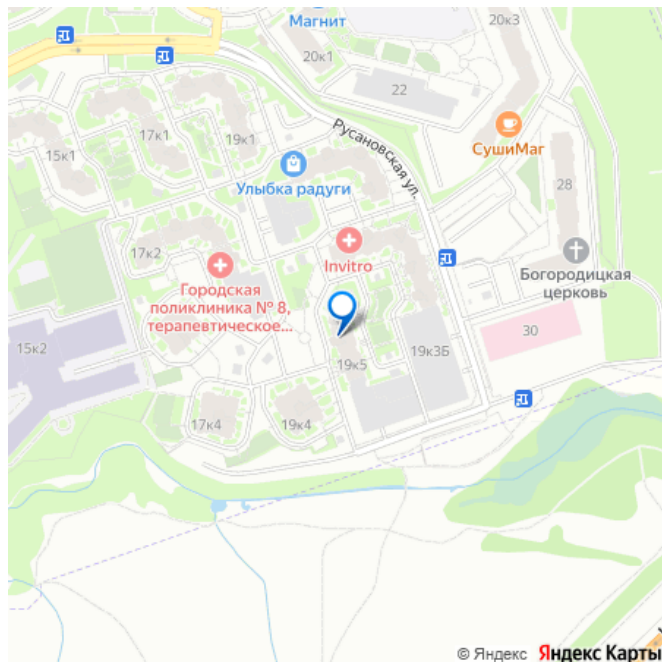 Магнит
20к3
20к1
22
17к1
19к1
Русановская ул.
СушиМаг
15к1
Улыбка радуги
28
17к2
Invitro
Богородицкая
церковь
Городская
поликлиника № 8,
терапевтическое...
30
15к2
19к5
19к3Б
17к4
19к4
© Яндекс Яндекс Карты